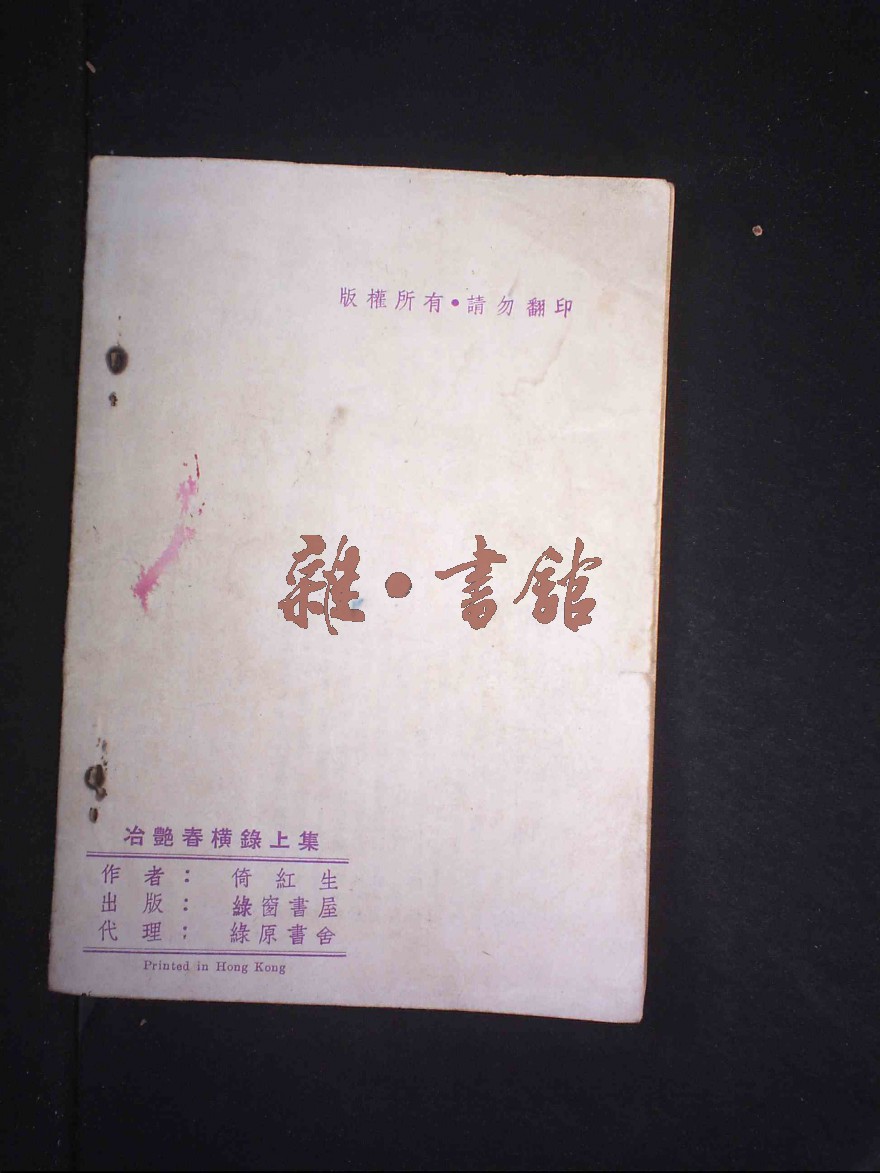 版權所有•請勿翻印
雜•書館
冶艷春橫錄上集
作者：倚紅生
出版：綠窗書屋
代理：綠原書舍
Printed in Hong Kong